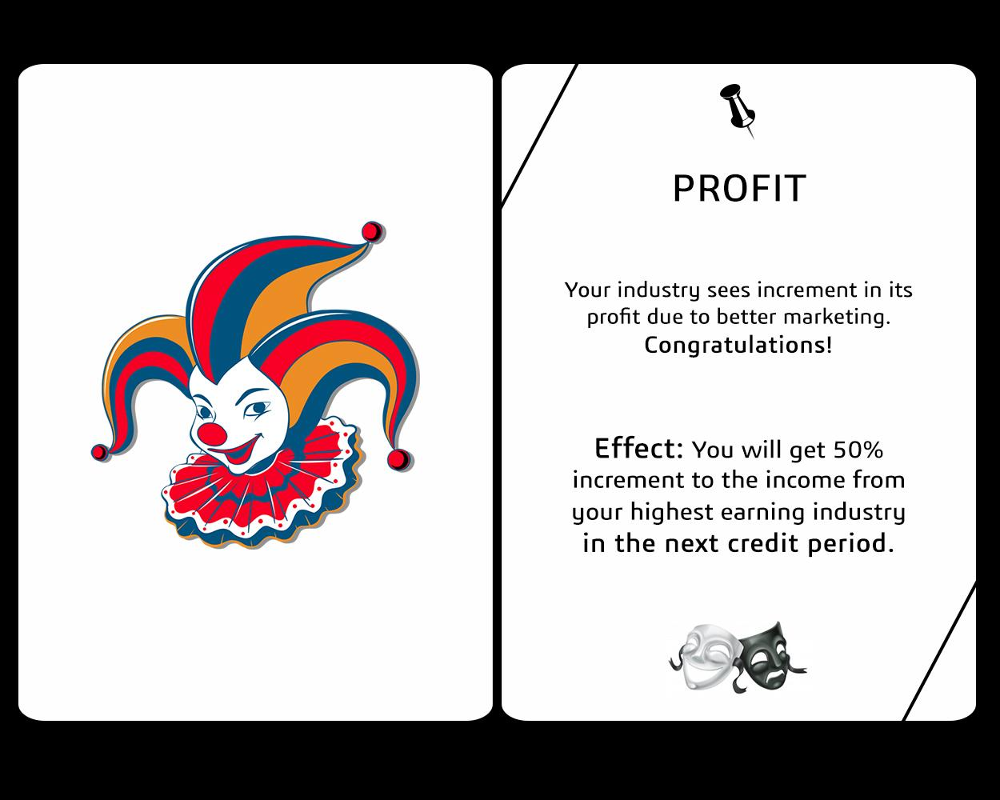 PROFIT
Your industry sees increment in its
profit due to better marketing.
Congratulations!
Effect: You will get 50%
increment to the income from
your highest earning industry
in the next credit period.